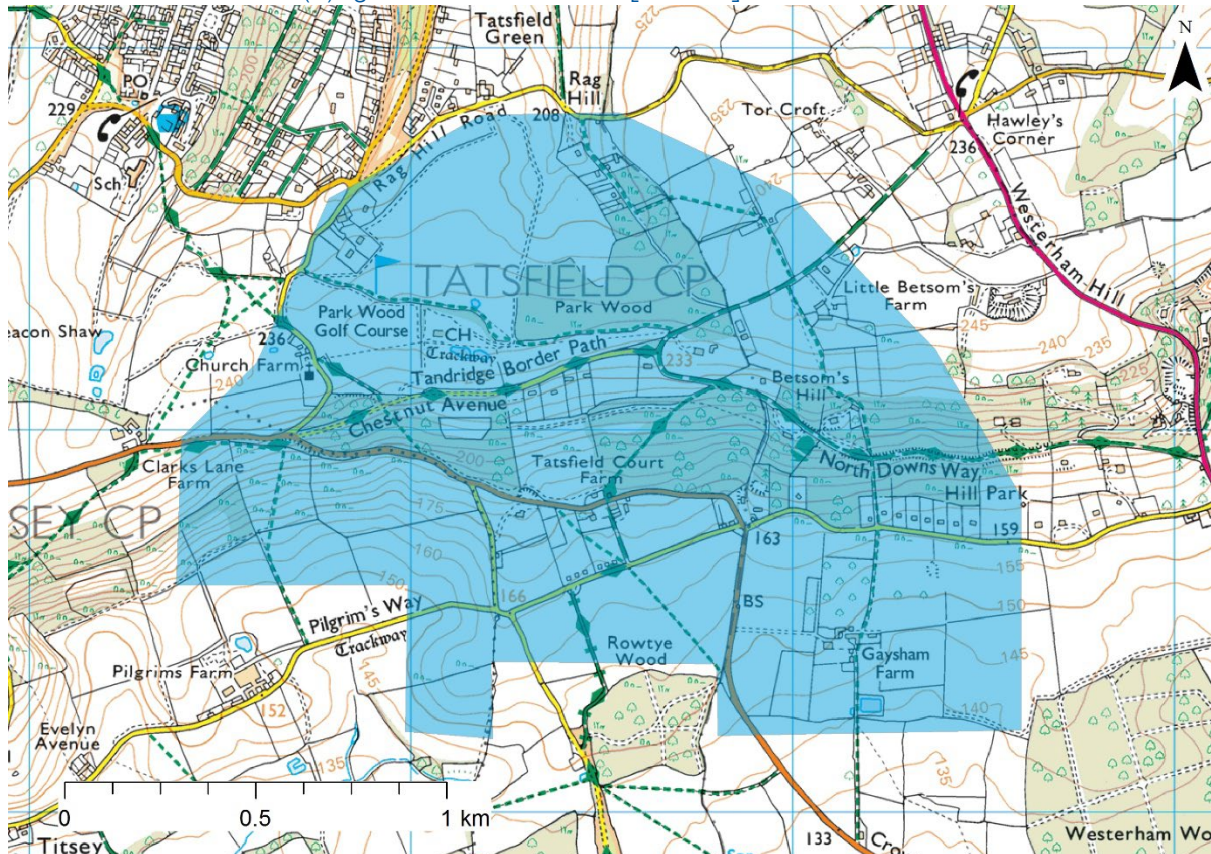 Tatsfield
Green
225
N
PO
200
Rag
Hill
229
208
235
Tor Croft
Hawley's
Corner
236
Rag Hill Road
Sch
240
Westerham Hill
TATSFIELD CP
Park Wood
Golf Course
Park Wood
Little Betsom's
Farm
245
240
235
225
eacon Shaw
236
CH
Trackway
Church Farm
240
Tandridge Border Path
233
Betsom's
Hill
Chestnut Avenue
Clarks Lane
Farm
200
Tatsfield Court
Farm
North Downs Way
Hill Park
SEY CP
175
163
159
160
155
150
166
BS
150
Pilgrim's Way
Trackway
Rowtye
Wood
Gaysham
Farm
145
Pilgrims Farm
145
152
140
Evelyn
Avenue
135
135
0
0.5
1 km
133
Cro
Westerham Wo
Titsey